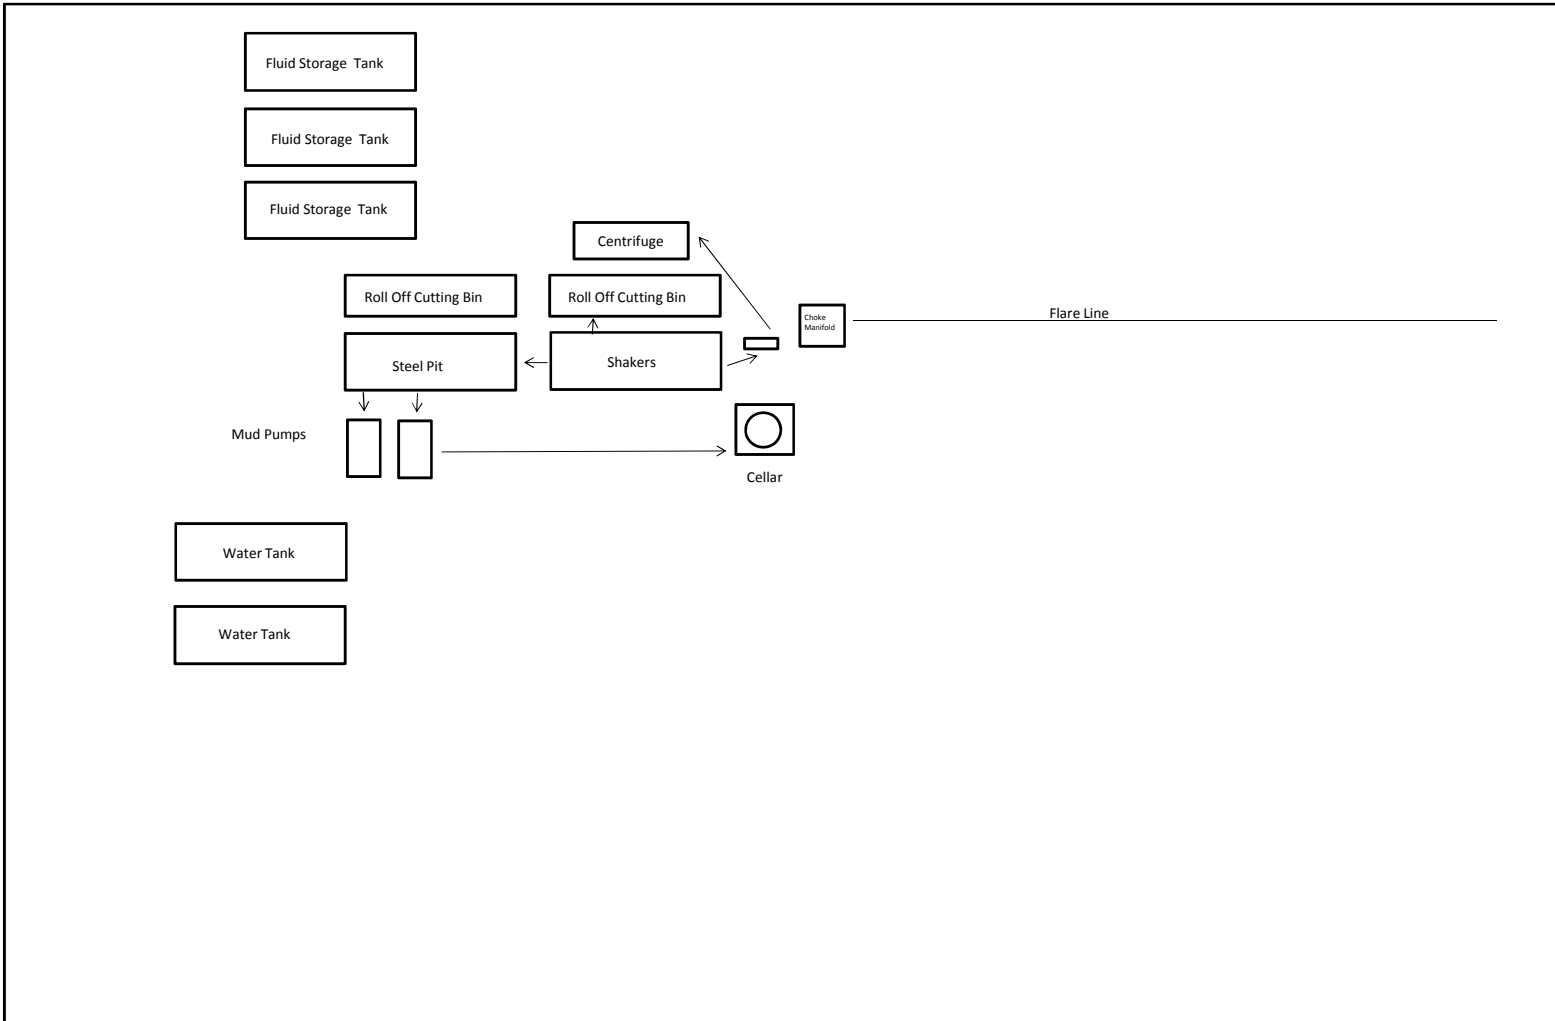 Fluid Storage Tank
Fluid Storage Tank
Fluid Storage Tank
Centrifuge
Roll Off Cutting Bin
Roll Off Cutting Bin
Choke
Manifold
Flare Line
Steel Pit
Shakers
Mud Pumps
Cellar
Water Tank
Water Tank